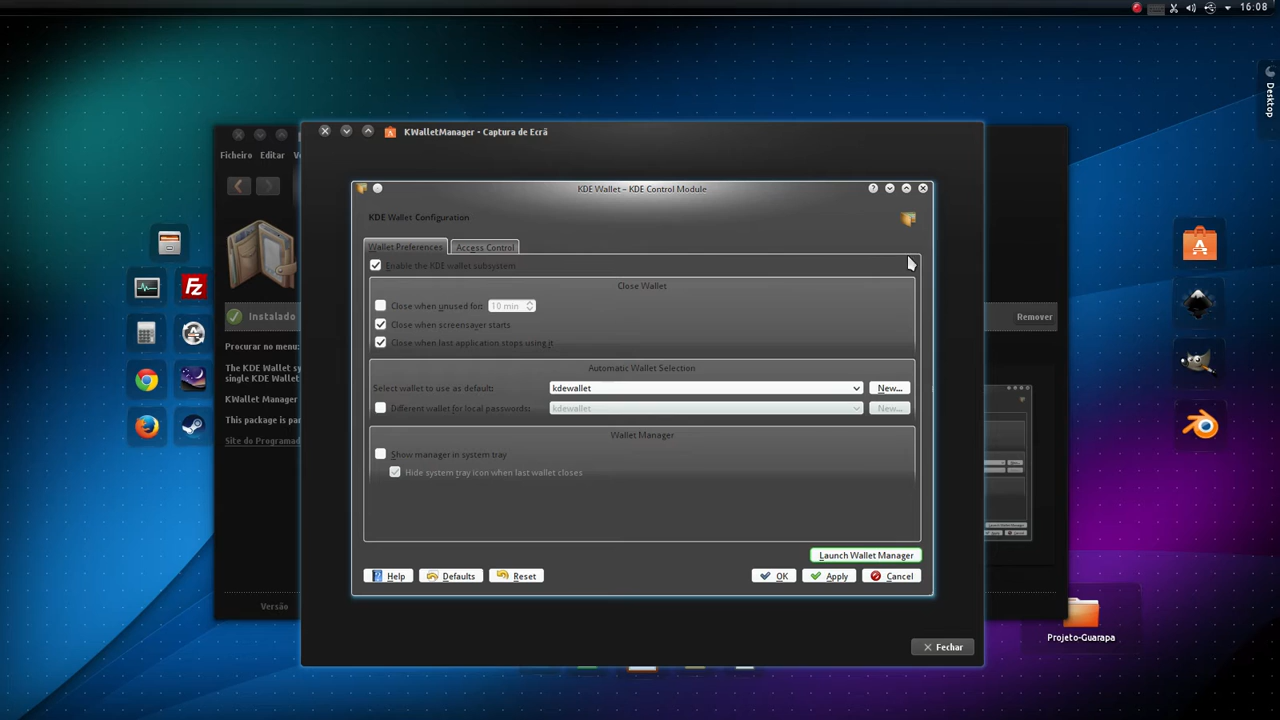 16:08
Desktop
KWalletManager - Captura de Ecrã
Ficheiro Editar
KDE Wallet – KDE Control Module
KDE Wallet Configuration
Wallet Preferences Access Control
Enable the KDE wallet subsystem
Close Wallet
Close when unused for: 10 min
Close when screensaver starts
Close when last application stops using it
Automatic Wallet Selection
Select wallet to use as default: kdewallet New...
Different wallet for local passwords: kdewallet New...
Wallet Manager
Show manager in system tray
Hide system tray icon when last wallet closes
Launch Wallet Manager
Help Defaults Reset OK Apply Cancel
Fechar
Instalado
Remover
Procurar no menu:
The KDE Wallet
single KDE Wallet
KWallet Manager
This package is
Site do
Versão
Projeto-Guarapa